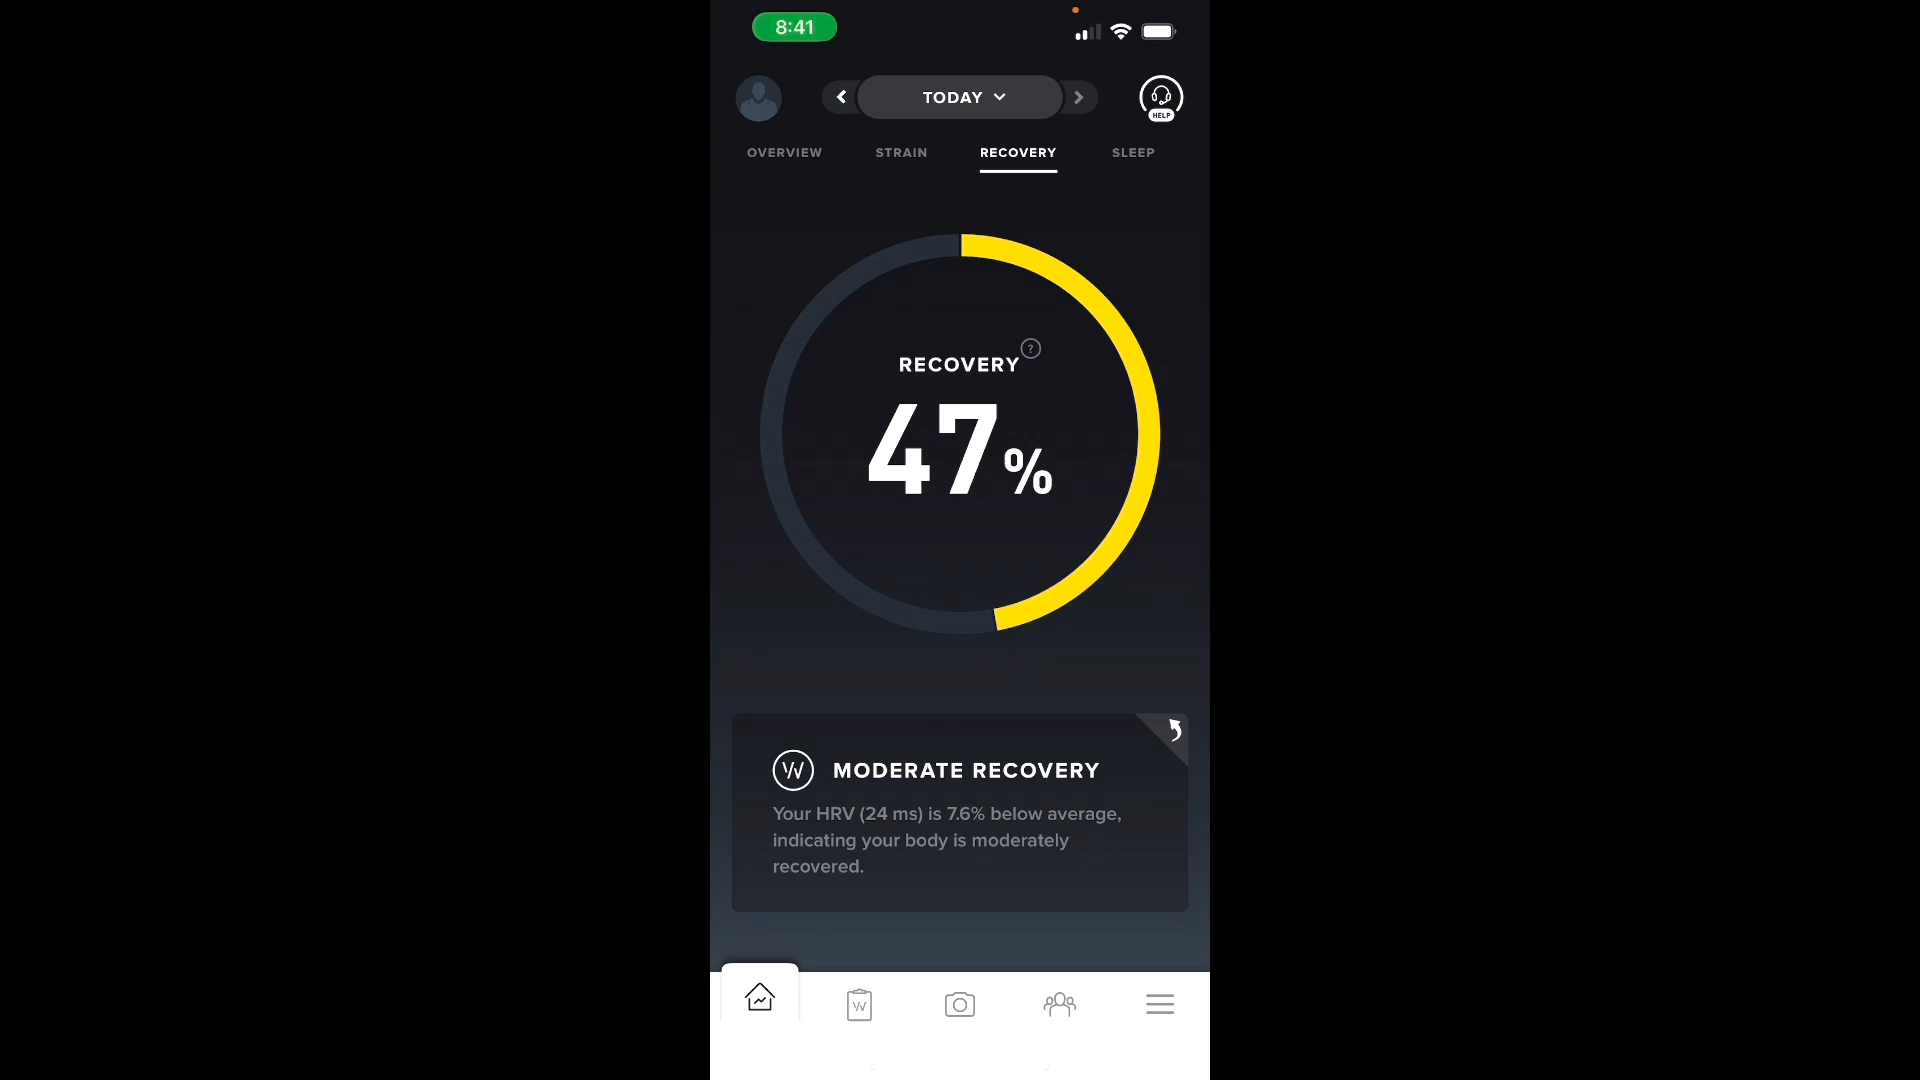 8:41
TODAY
HELP
OVERVIEW STRAIN RECOVERY SLEEP
RECOVERY ?
47%
MODERATE RECOVERY
Your HRV (24 ms) is 7.6% below average,
indicating your body is moderately
recovered.